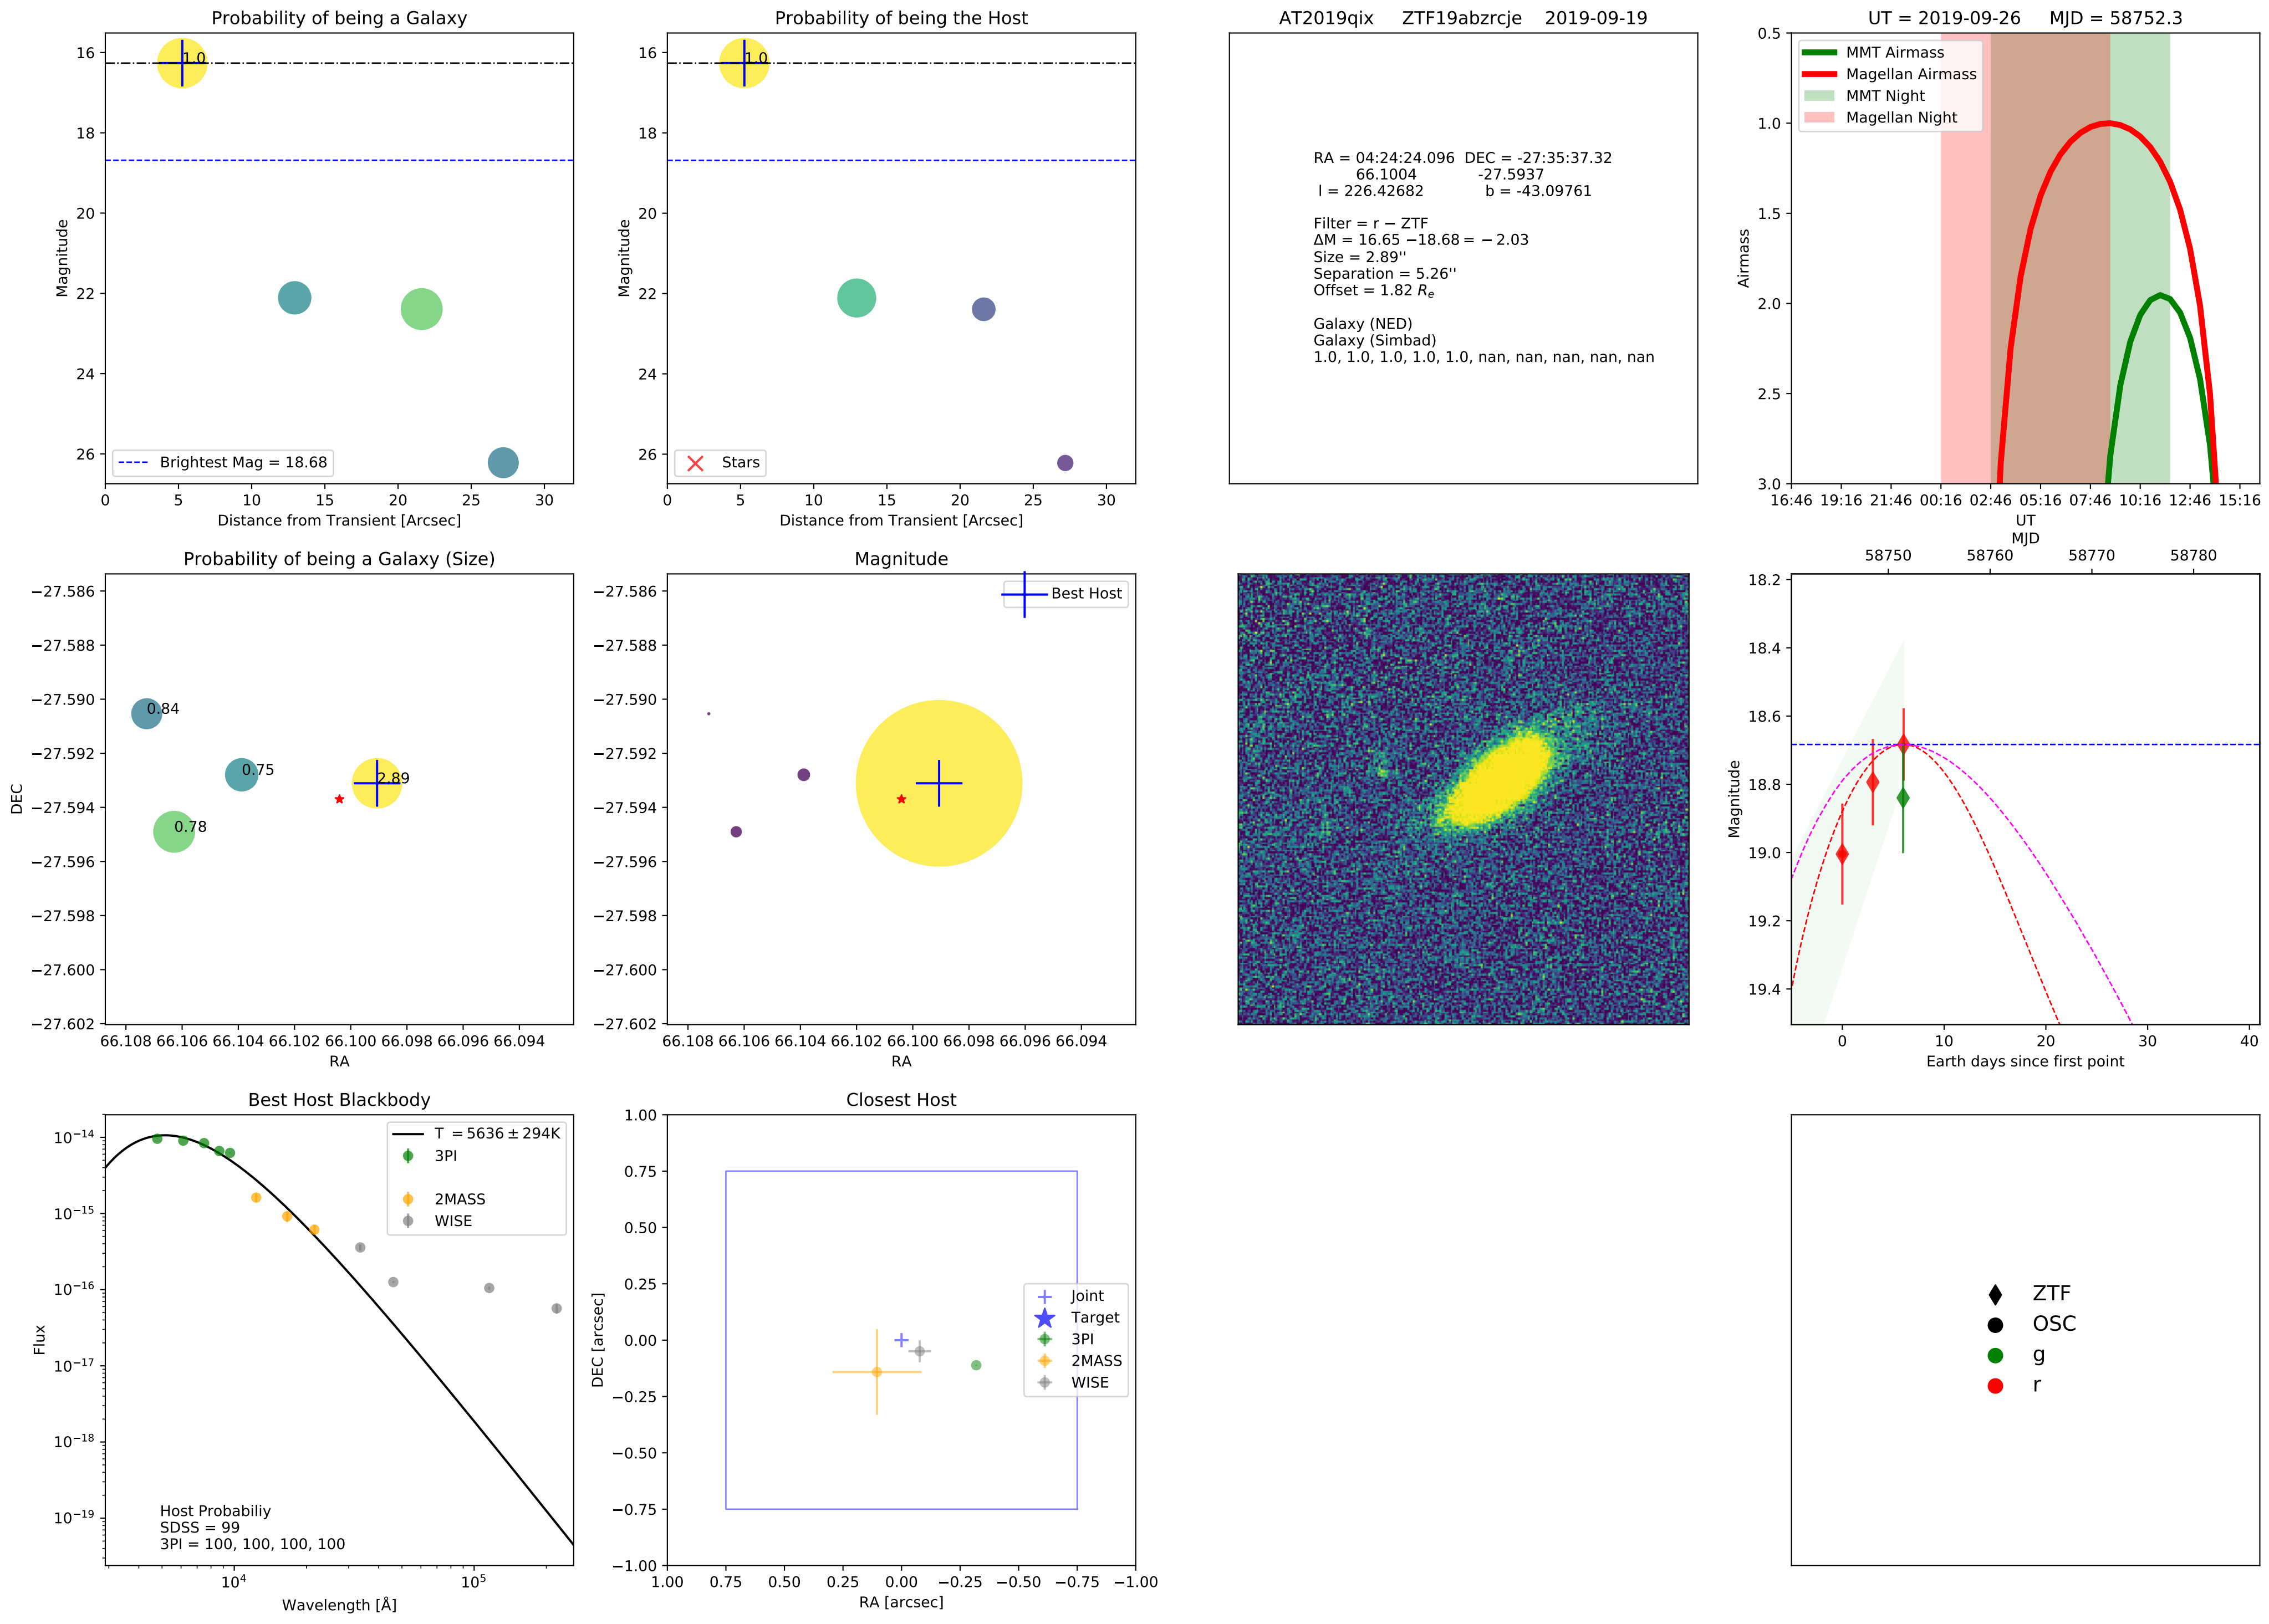 Probability of being a Galaxy
1.0
Brightest Mag = 18.68
16
18
20
22
24
26
Magnitude
0 5 10 15 20 25 30
Distance from Transient [Arcsec]
Probability of being the Host
1.0
Stars
16
18
20
22
24
26
Magnitude
0 5 10 15 20 25 30
Distance from Transient [Arcsec]
AT2019qix ZTF19abzrcje 2019-09-19
RA = 04:24:24.096 DEC = -27:35:37.32
66.1004 -27.5937
l = 226.42682 b = -43.09761
Filter = r − ZTF
ΔM = 16.65 −18.68 = − 2.03
Size = 2.89''
Separation = 5.26''
Offset = 1.82 Re
Galaxy (NED)
Galaxy (Simbad)
1.0, 1.0, 1.0, 1.0, 1.0, nan, nan, nan, nan, nan
UT = 2019-09-26 MJD = 58752.3
MMT Airmass
Magellan Airmass
MMT Night
Magellan Night
0.5
1.0
1.5
2.0
2.5
3.0
Airmass
16:46 19:16 21:46 00:16 02:46 05:16 07:46 10:16 12:46 15:16
UT
Probability of being a Galaxy (Size)
0.84
0.75
2.89
0.78
−27.586
−27.588
−27.590
−27.592
−27.594
−27.596
−27.598
−27.600
−27.602
DEC
66.108 66.106 66.104 66.102 66.100 66.098 66.096 66.094
RA
Magnitude
Best Host
−27.586
−27.588
−27.590
−27.592
−27.594
−27.596
−27.598
−27.600
−27.602
66.108 66.106 66.104 66.102 66.100 66.098 66.096 66.094
RA
MJD
58750 58760 58770 58780
18.2
18.4
18.6
18.8
19.0
19.2
19.4
Magnitude
0 10 20 30 40
Earth days since first point
Best Host Blackbody
T = 5636 ± 294K
3PI
2MASS
WISE
10−14
10−15
10−16
10−17
10−18
10−19
Flux
Host Probabiliy
SDSS = 99
3PI = 100, 100, 100, 100
104 105
Wavelength [Å]
Closest Host
Joint
Target
3PI
2MASS
WISE
1.00
0.75
0.50
0.25
0.00
−0.25
−0.50
−0.75
−1.00
DEC [arcsec]
1.00 0.75 0.50 0.25 0.00 −0.25 −0.50 −0.75 −1.00
RA [arcsec]
ZTF
OSC
g
r